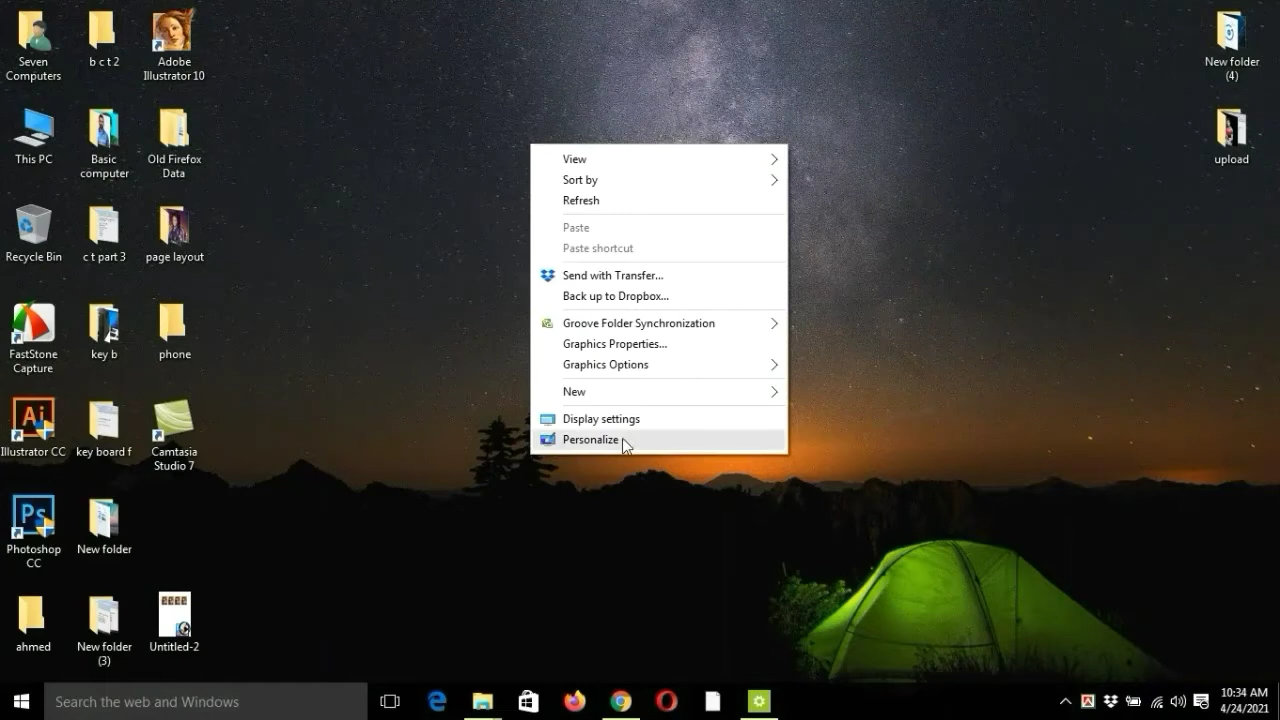 Seven
Computers
b c t 2
Adobe
Illustrator 10
This PC
Basic
computer
Old Firefox
Data
Recycle Bin
c t part 3
page layout
FastStone
Capture
key b
phone
Ai
Illustrator CC
key board f
Camtasia
Studio 7
Ps
Photoshop
CC
New folder
ahmed
New folder
(3)
Untitled-2
View
Sort by
Refresh
Paste
Paste shortcut
Send with Transfer...
Back up to Dropbox...
Groove Folder Synchronization
Graphics Properties...
Graphics Options
New
Display settings
Personalize
New folder
(4)
upload
Search the web and Windows
10:34 AM
4/24/2021